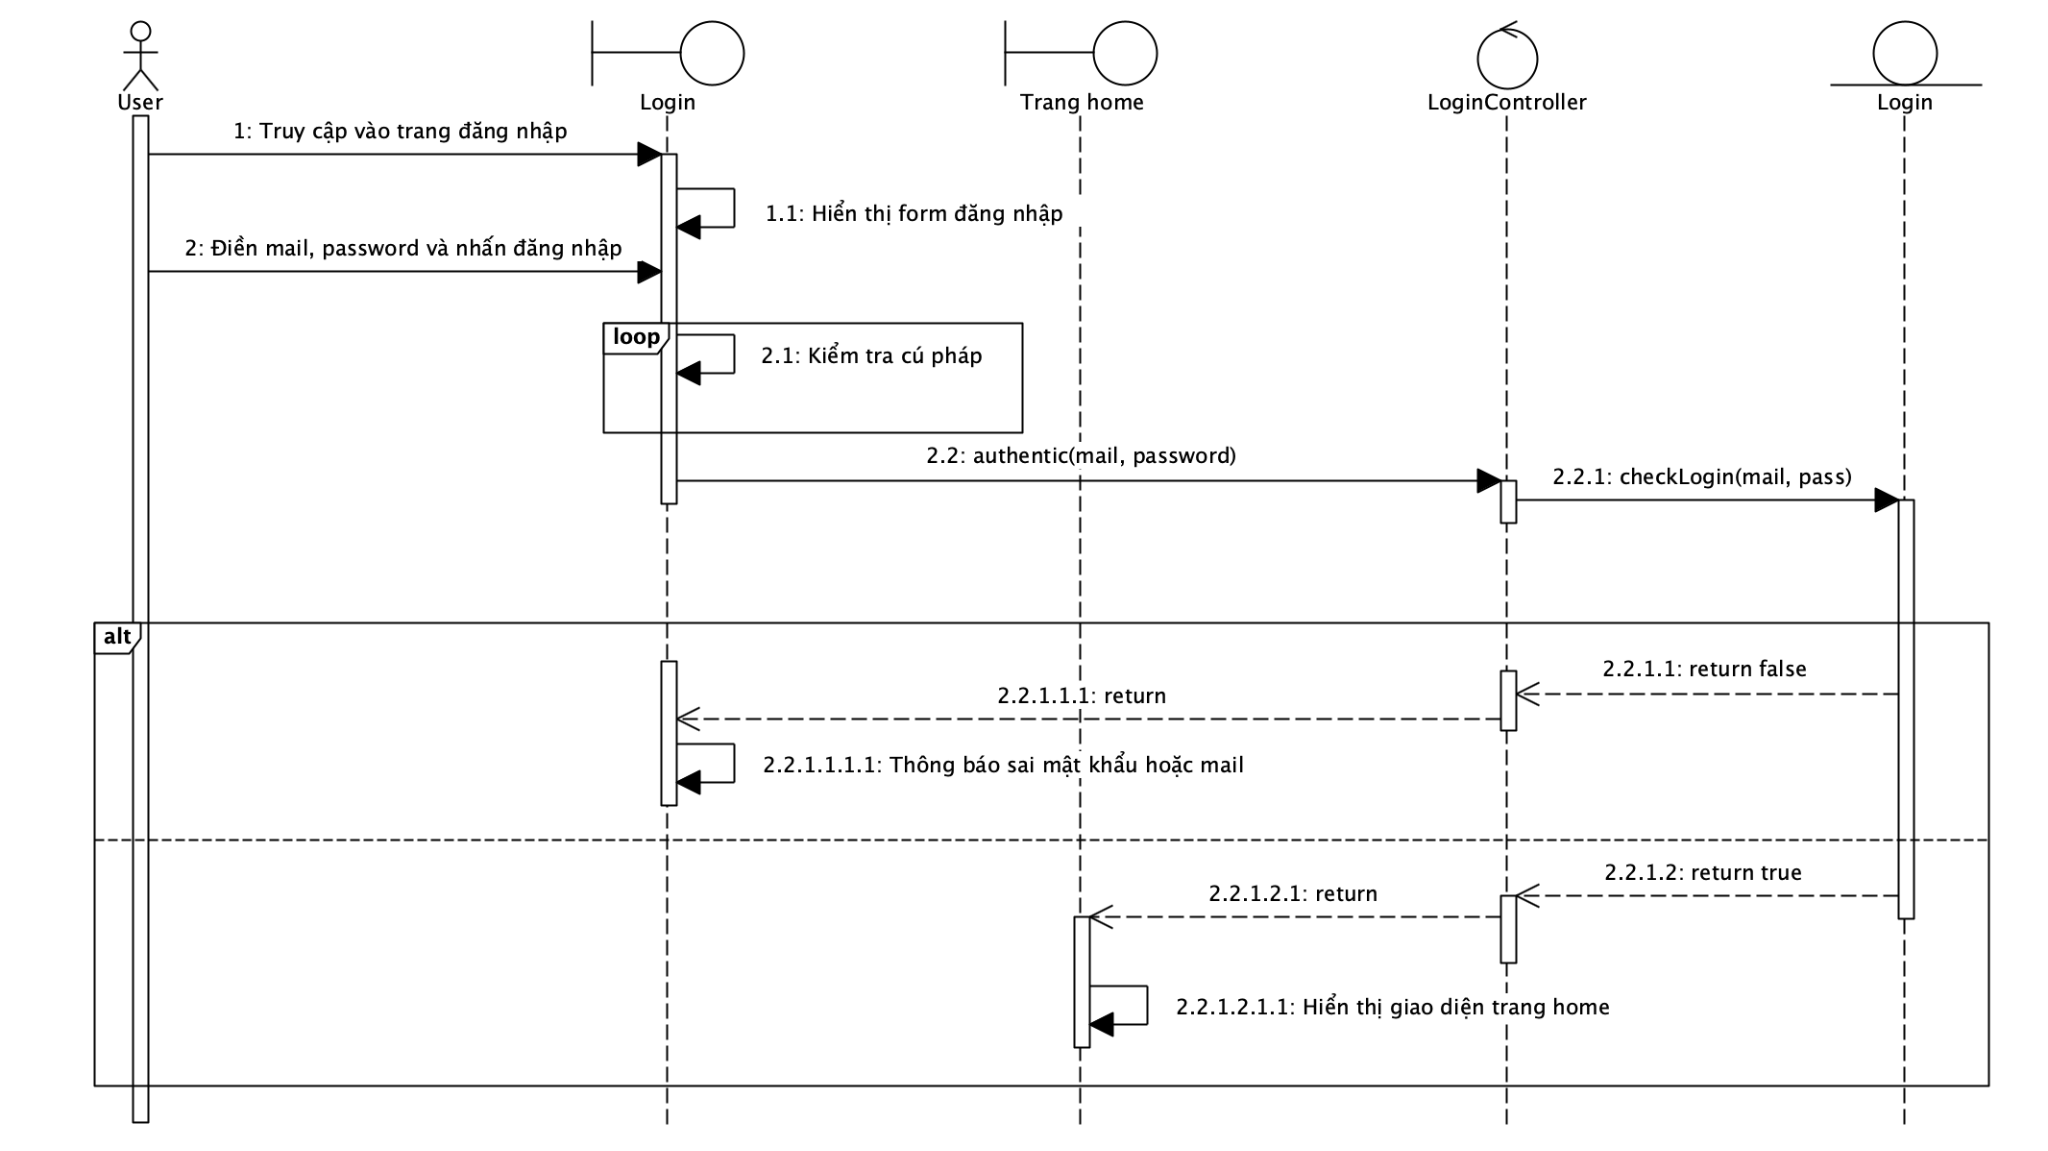 User
Login
Trang home
LoginController
Login
1: Truy cập vào trang đăng nhập
1.1: Hiển thị form đăng nhập
2: Điền mail, password và nhấn đăng nhập
loop
2.1: Kiểm tra cú pháp
2.2: authentic(mail, password)
2.2.1: checkLogin(mail, pass)
alt
2.2.1.1: return false
2.2.1.1.1: return
2.2.1.1.1.1: Thông báo sai mật khẩu hoặc mail
2.2.1.2: return true
2.2.1.2.1: return
2.2.1.2.1.1: Hiển thị giao diện trang home